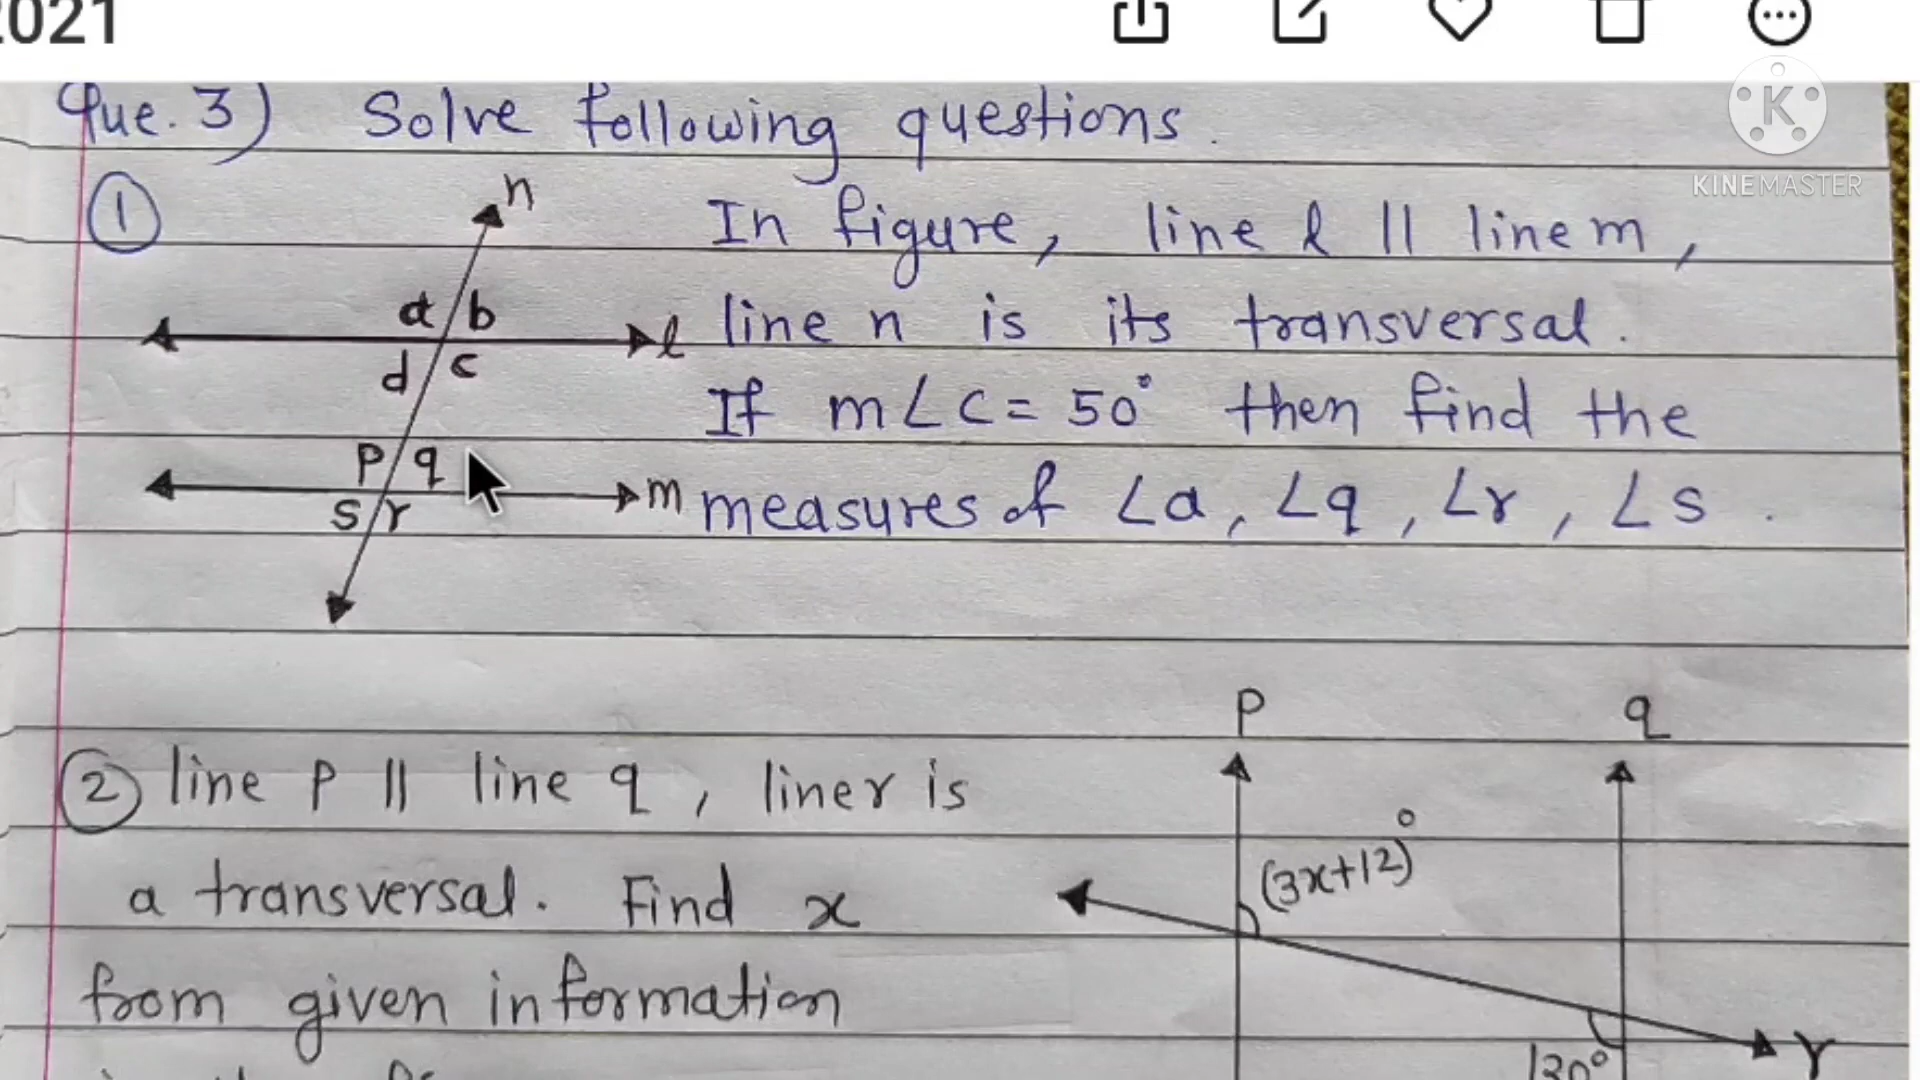 2021
KINEMASTER
Que. 3) Solve following questions.
① In figure, line l || line m,
line n is its transversal.
If m∠c = 50° then find the
measures of ∠a, ∠q, ∠r, ∠s.
n
a b
l
d c
p q
m
s r
② line p || line q, line r is
a transversal. Find x
from given information
p q
(3x+12)°
130°
r